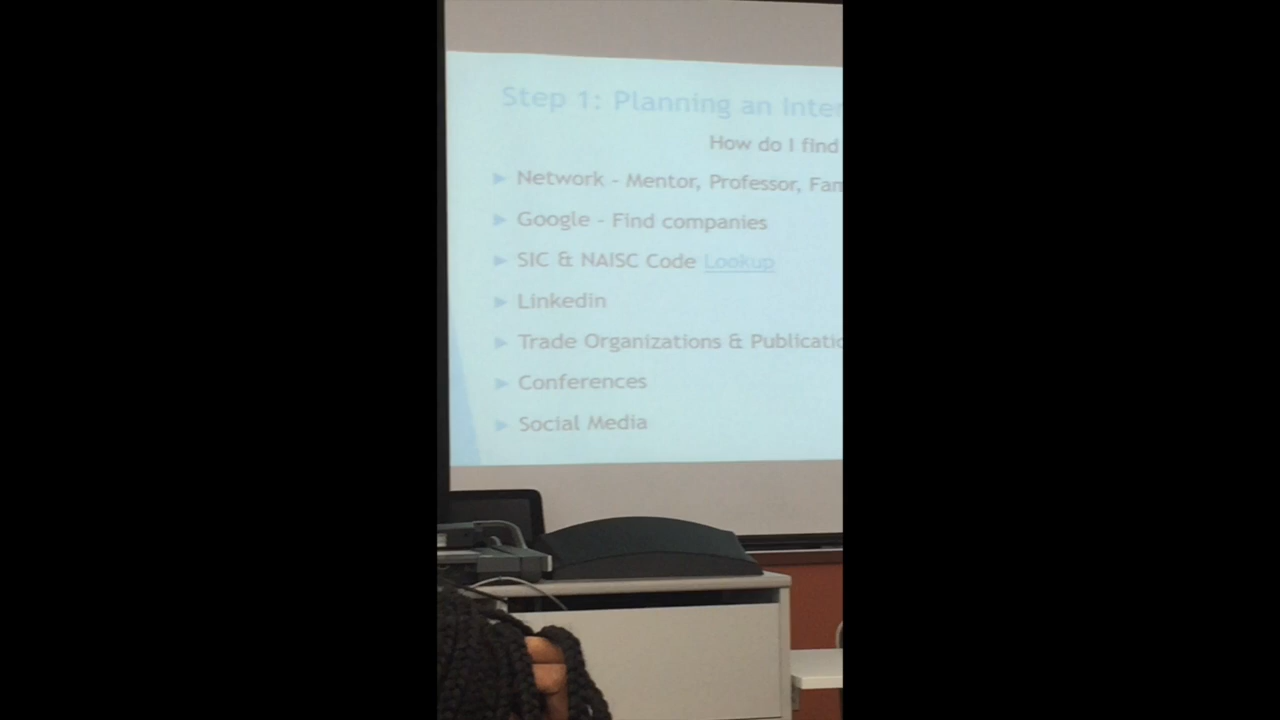 Step 1: Planning an
How do I find
► Network - Mentor, Professor,
► Google - Find companies
► SIC & NAISC Code Lookup
► Linkedin
► Trade Organizations &
► Conferences
► Social Media